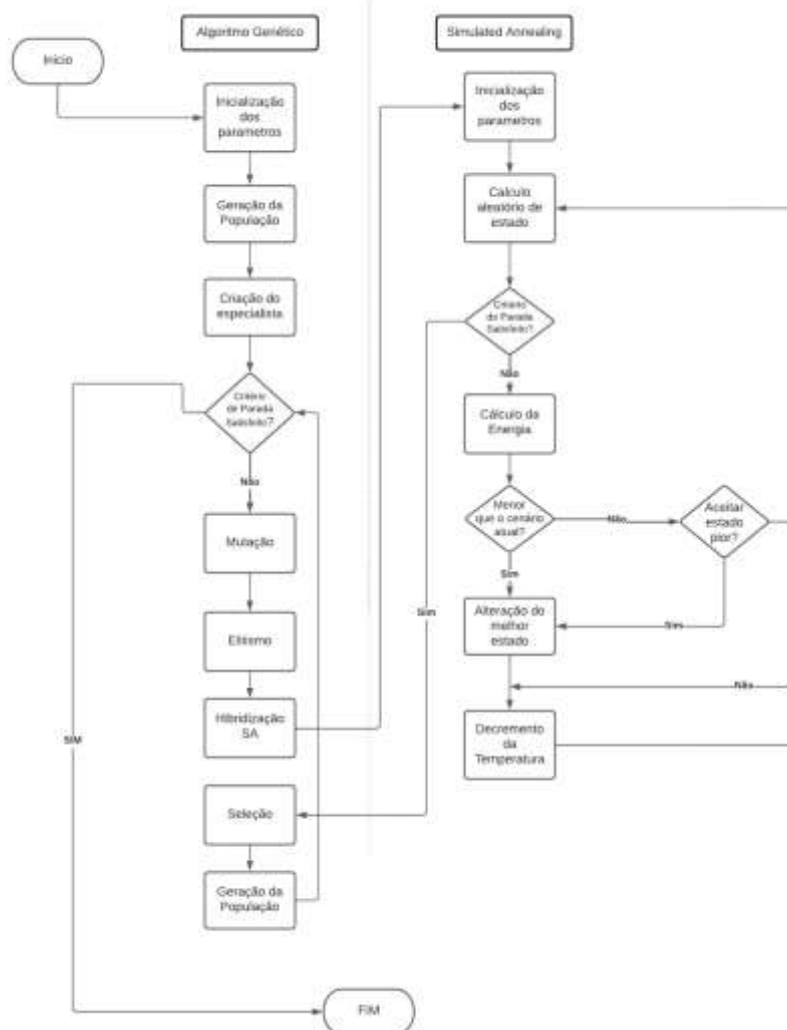 Algoritmo Genético
Início
Inicialização
dos
parametros
Geração da
População
Criação do
especialista
Critério
de Parada
Satisfeito?
Não
Mutação
Elitismo
Hibridização
SA
SIM
Seleção
Geração da
População
FIM
Simulated Annealing
Inicialização
dos
parametros
Calculo
aleatório de
estado
Critério
de Parada
Satisfeito?
Não
Sim
Cálculo da
Energia
Menor
que o cenário
atual?
Não
Aceitar
estado
pior?
Sim
Alteração do
melhor
estado
Sim
Não
Decremento
da
Temperatura